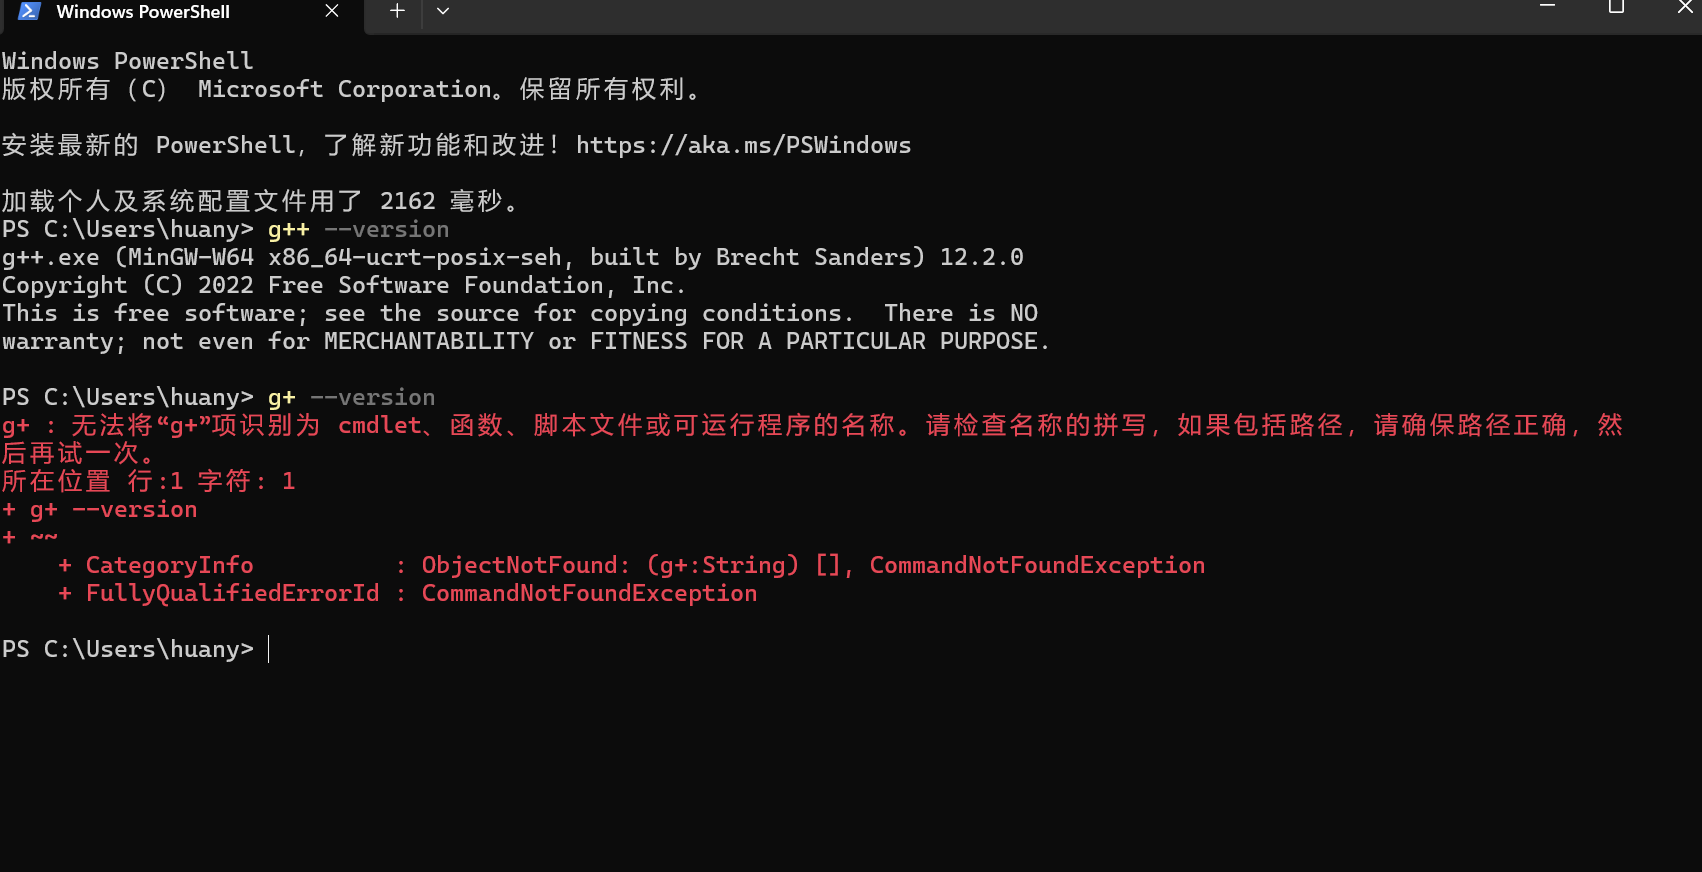 Windows PowerShell
Windows PowerShell
版权所有（C） Microsoft Corporation。保留所有权利。
安装最新的 PowerShell，了解新功能和改进！https://aka.ms/PSWindows
加载个人及系统配置文件用了 2162 毫秒。
PS C:\Users\huany> g++ --version
g++.exe (MinGW-W64 x86_64-ucrt-posix-seh, built by Brecht Sanders) 12.2.0
Copyright (C) 2022 Free Software Foundation, Inc.
This is free software; see the source for copying conditions.  There is NO
warranty; not even for MERCHANTABILITY or FITNESS FOR A PARTICULAR PURPOSE.
PS C:\Users\huany> g+ --version
g+ : 无法将“g+”项识别为 cmdlet、函数、脚本文件或可运行程序的名称。请检查名称的拼写，如果包括路径，请确保路径正确，然
后再试一次。
所在位置 行:1 字符: 1
+ g+ --version
+ ~~
    + CategoryInfo          : ObjectNotFound: (g+:String) [], CommandNotFoundException
    + FullyQualifiedErrorId : CommandNotFoundException
PS C:\Users\huany>